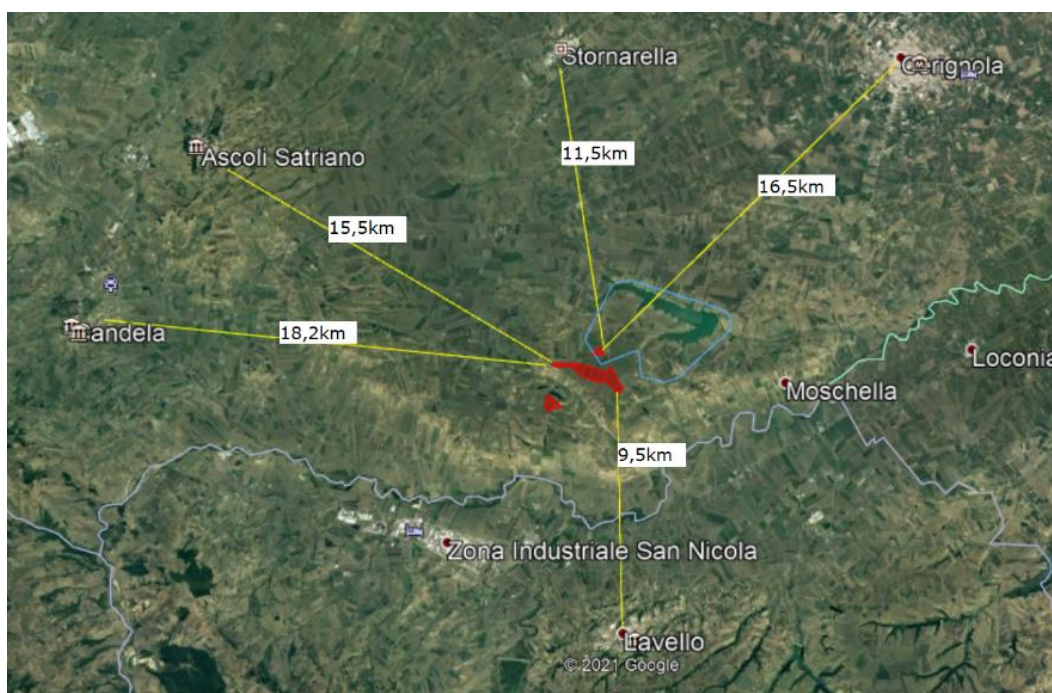 Stornarella
Cerignola
Ascoli Satriano
11,5km
16,5km
15,5km
Candela
18,2km
Loconia
Moschella
9,5km
Zona Industriale San Nicola
Lavello
© 2021 Google